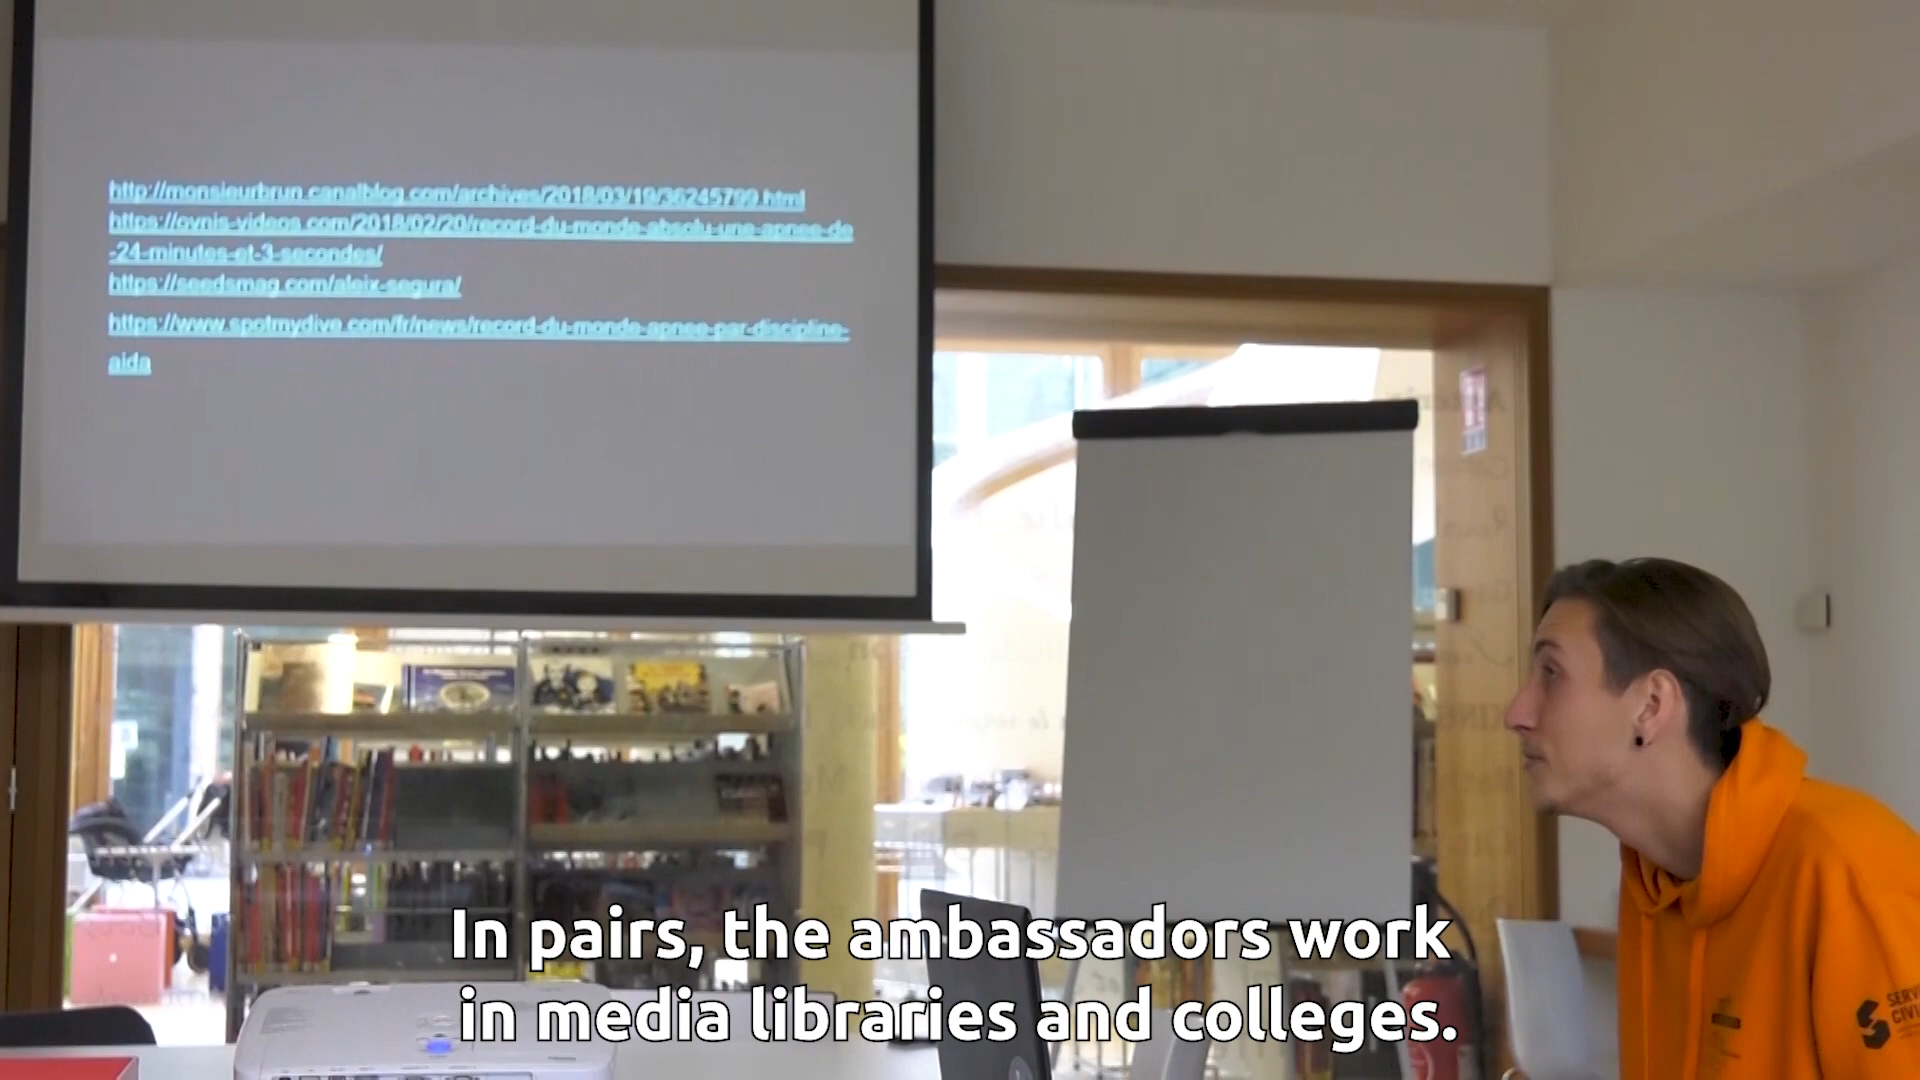 http://monsieurbrun.canalblog.com/archives/2018/03/19/36245799.html
https://ovnis-videos.com/2018/02/20/record-du-monde-absolu-une-apnee-de
-24-minutes-et-3-secondes/
https://seedsmag.com/aleix-segura/
https://www.spotmydive.com/fr/news/record-du-monde-apnee-par-discipline-
aida
In pairs, the ambassadors work
in media libraries and colleges.